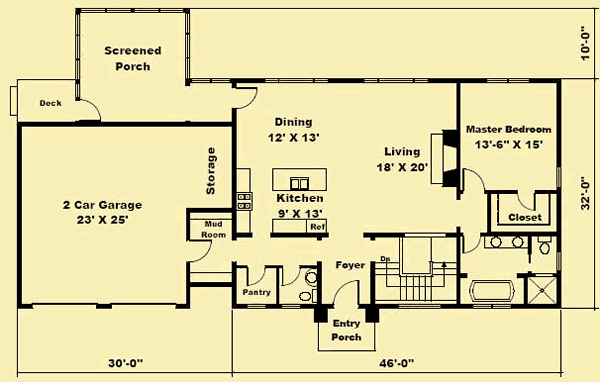 Screened
Porch
10'-0"
Deck
Dining
12' X 13'
Living
18' X 20'
Master Bedroom
13'-6" X 15'
Storage
2 Car Garage
23' X 25'
Kitchen
9' X 13'
Ref
Closet
32'-0"
Mud
Room
Foyer
Dn
Pantry
Entry
Porch
30'-0"
46'-0"